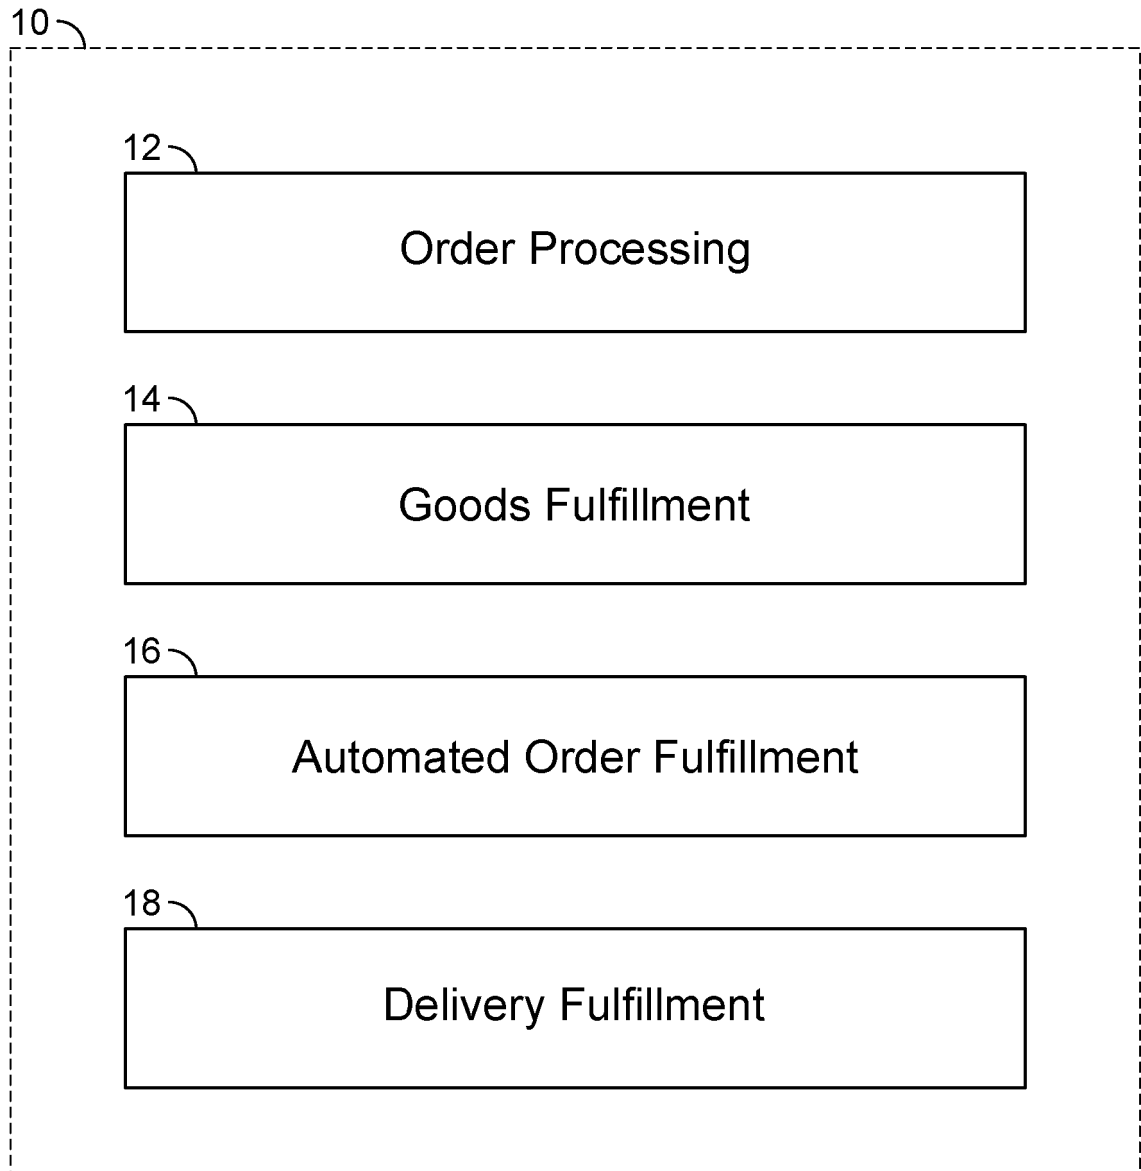 10
12
Order Processing
14
Goods Fulfillment
16
Automated Order Fulfillment
18
Delivery Fulfillment